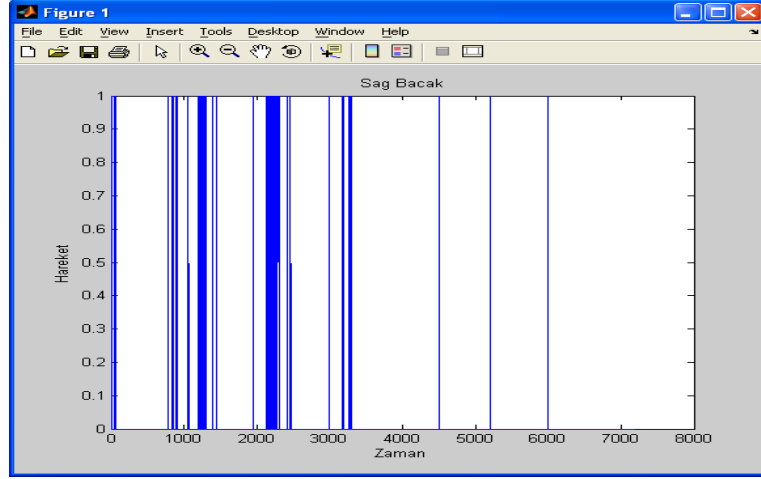 Figure 1
File Edit View Insert Tools Desktop Window Help
Sag Bacak
1
0.9
0.8
0.7
0.6
0.5
0.4
0.3
0.2
0.1
0
Hareket
0 1000 2000 3000 4000 5000 6000 7000 8000
Zaman